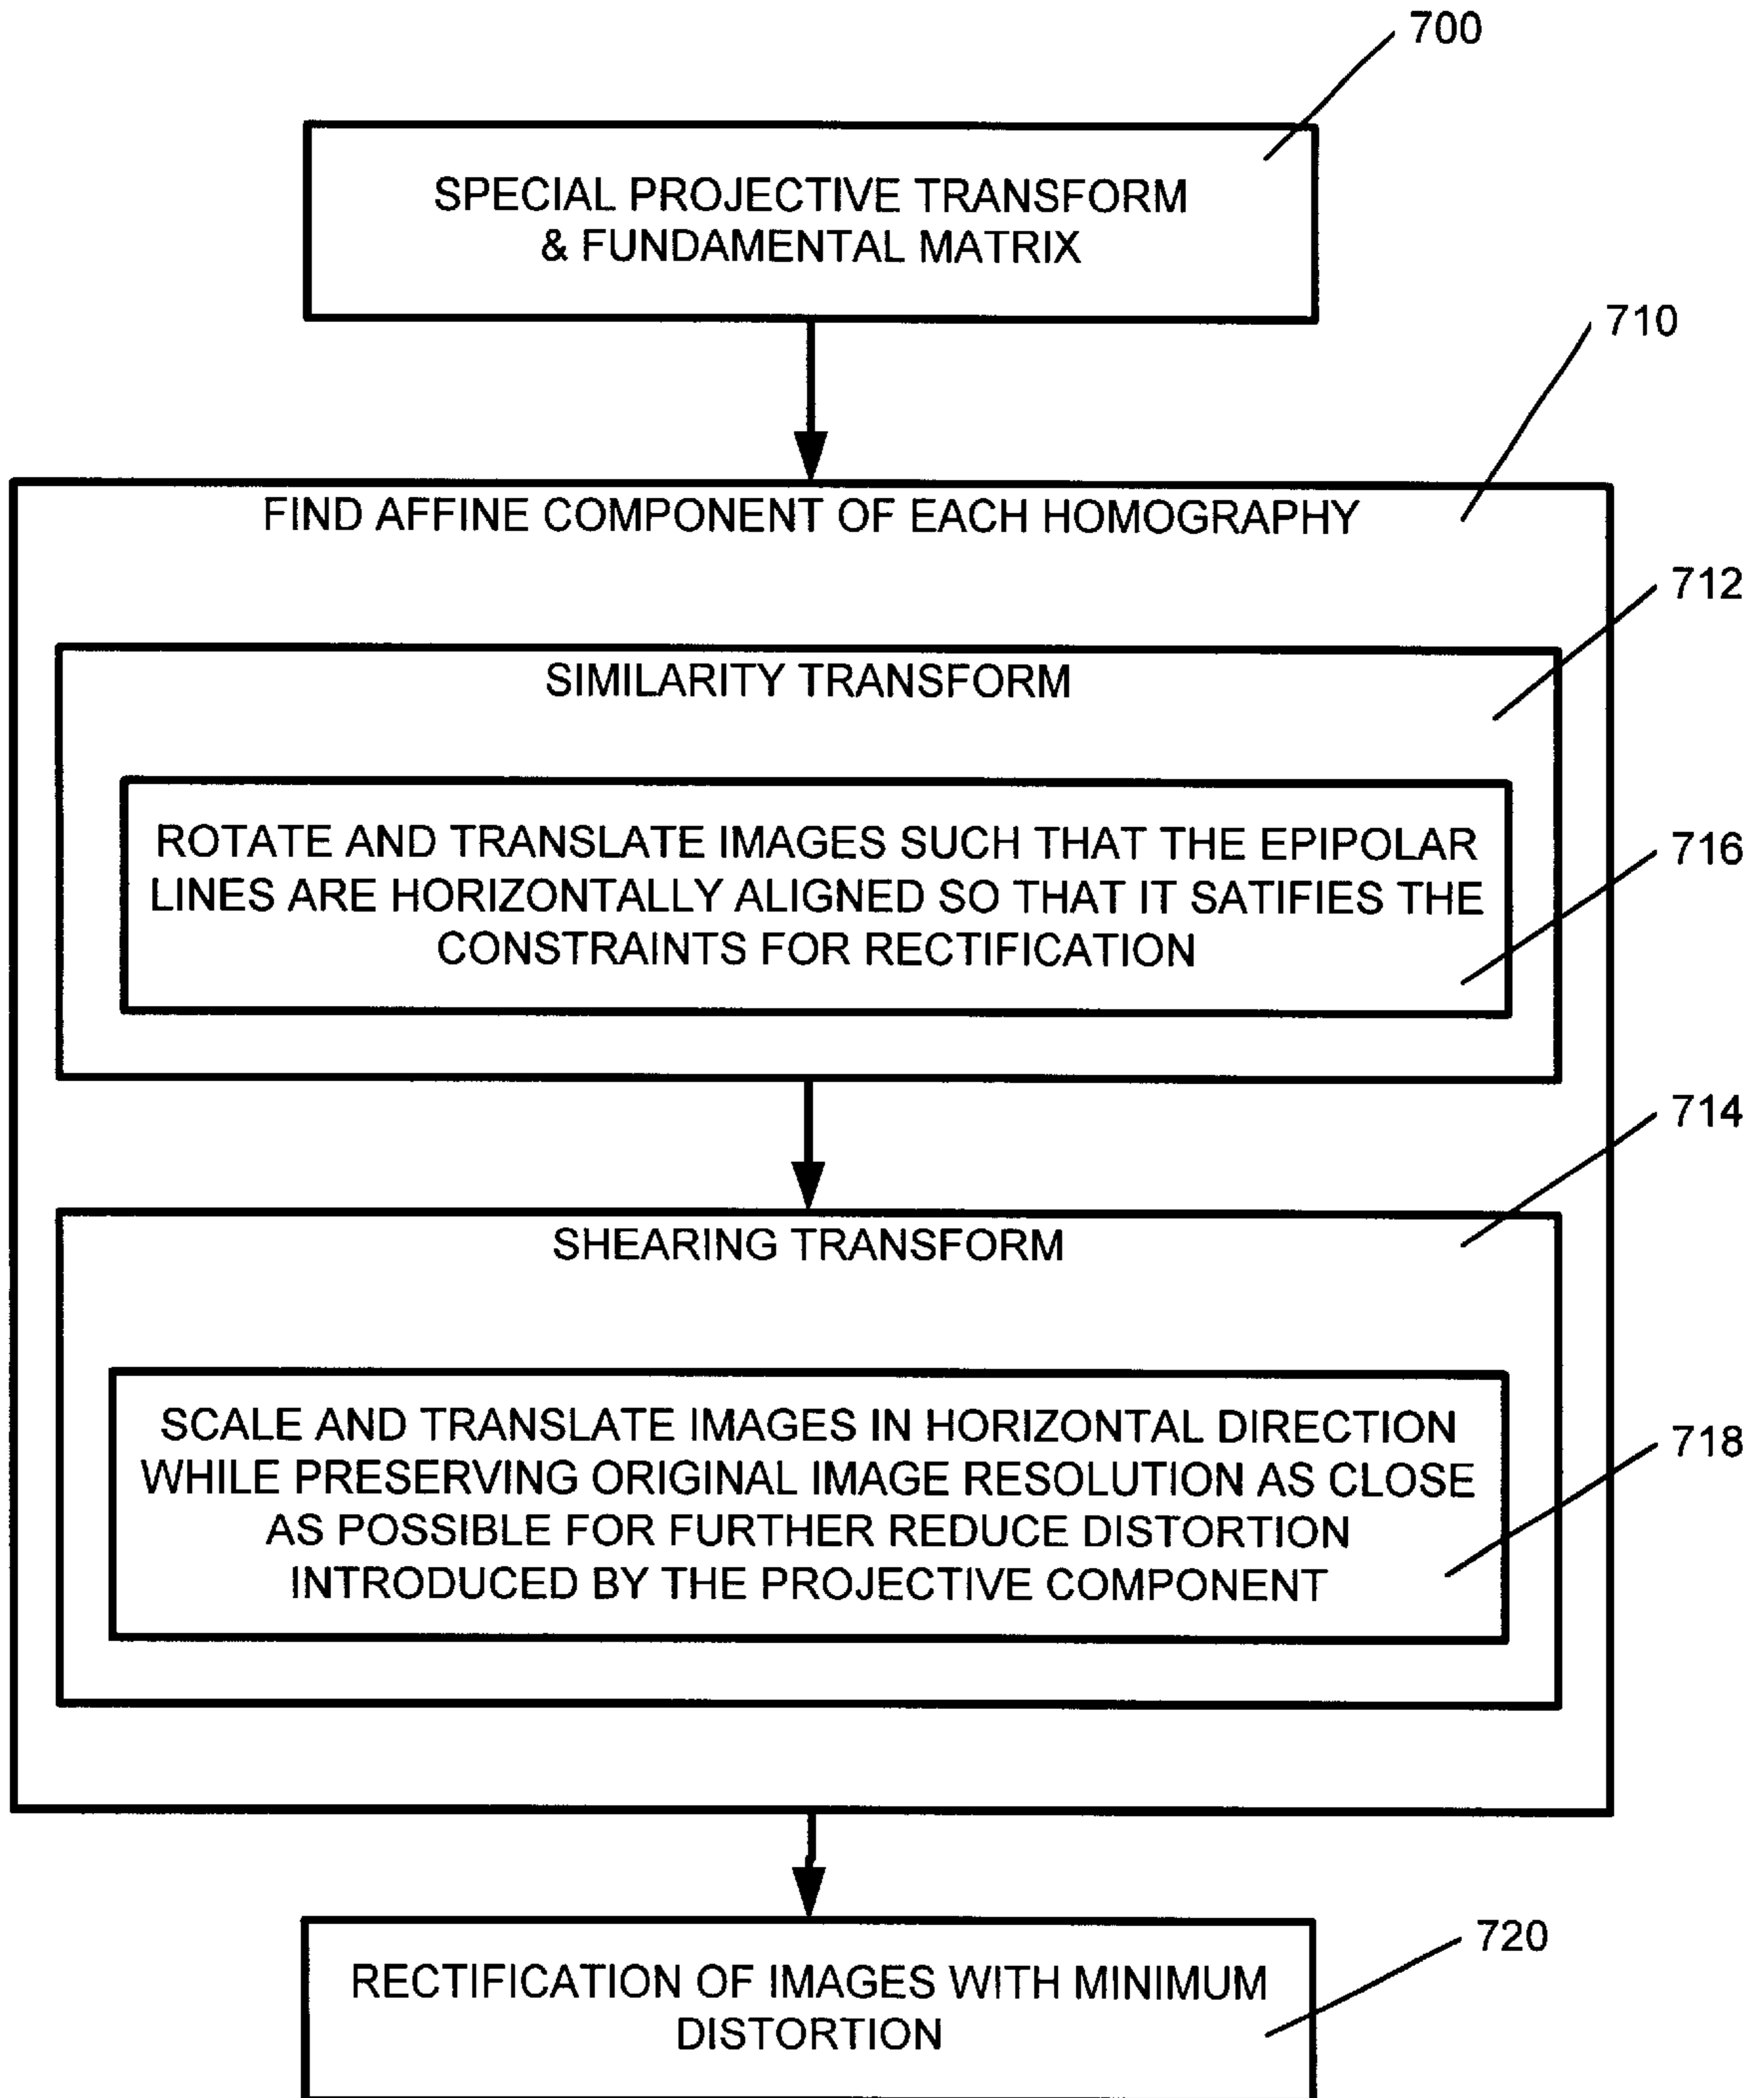 700
SPECIAL PROJECTIVE TRANSFORM
& FUNDAMENTAL MATRIX
710
FIND AFFINE COMPONENT OF EACH HOMOGRAPHY
712
SIMILARITY TRANSFORM
ROTATE AND TRANSLATE IMAGES SUCH THAT THE EPIPOLAR
LINES ARE HORIZONTALLY ALIGNED SO THAT IT SATIFIES THE
CONSTRAINTS FOR RECTIFICATION
716
714
SHEARING TRANSFORM
SCALE AND TRANSLATE IMAGES IN HORIZONTAL DIRECTION
WHILE PRESERVING ORIGINAL IMAGE RESOLUTION AS CLOSE
AS POSSIBLE FOR FURTHER REDUCE DISTORTION
INTRODUCED BY THE PROJECTIVE COMPONENT
718
720
RECTIFICATION OF IMAGES WITH MINIMUM
DISTORTION